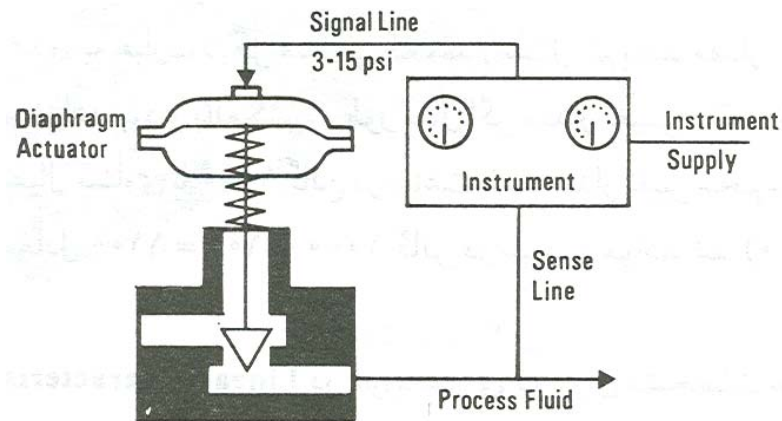 Signal Line
3-15 psi
Diaphragm
Actuator
Instrument
Supply
Instrument
Sense
Line
Process Fluid